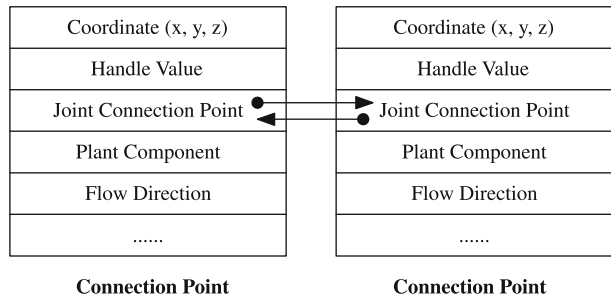 Coordinate (x, y, z)
Handle Value
Joint Connection Point
Plant Component
Flow Direction
......
Connection Point
Coordinate (x, y, z)
Handle Value
Joint Connection Point
Plant Component
Flow Direction
......
Connection Point